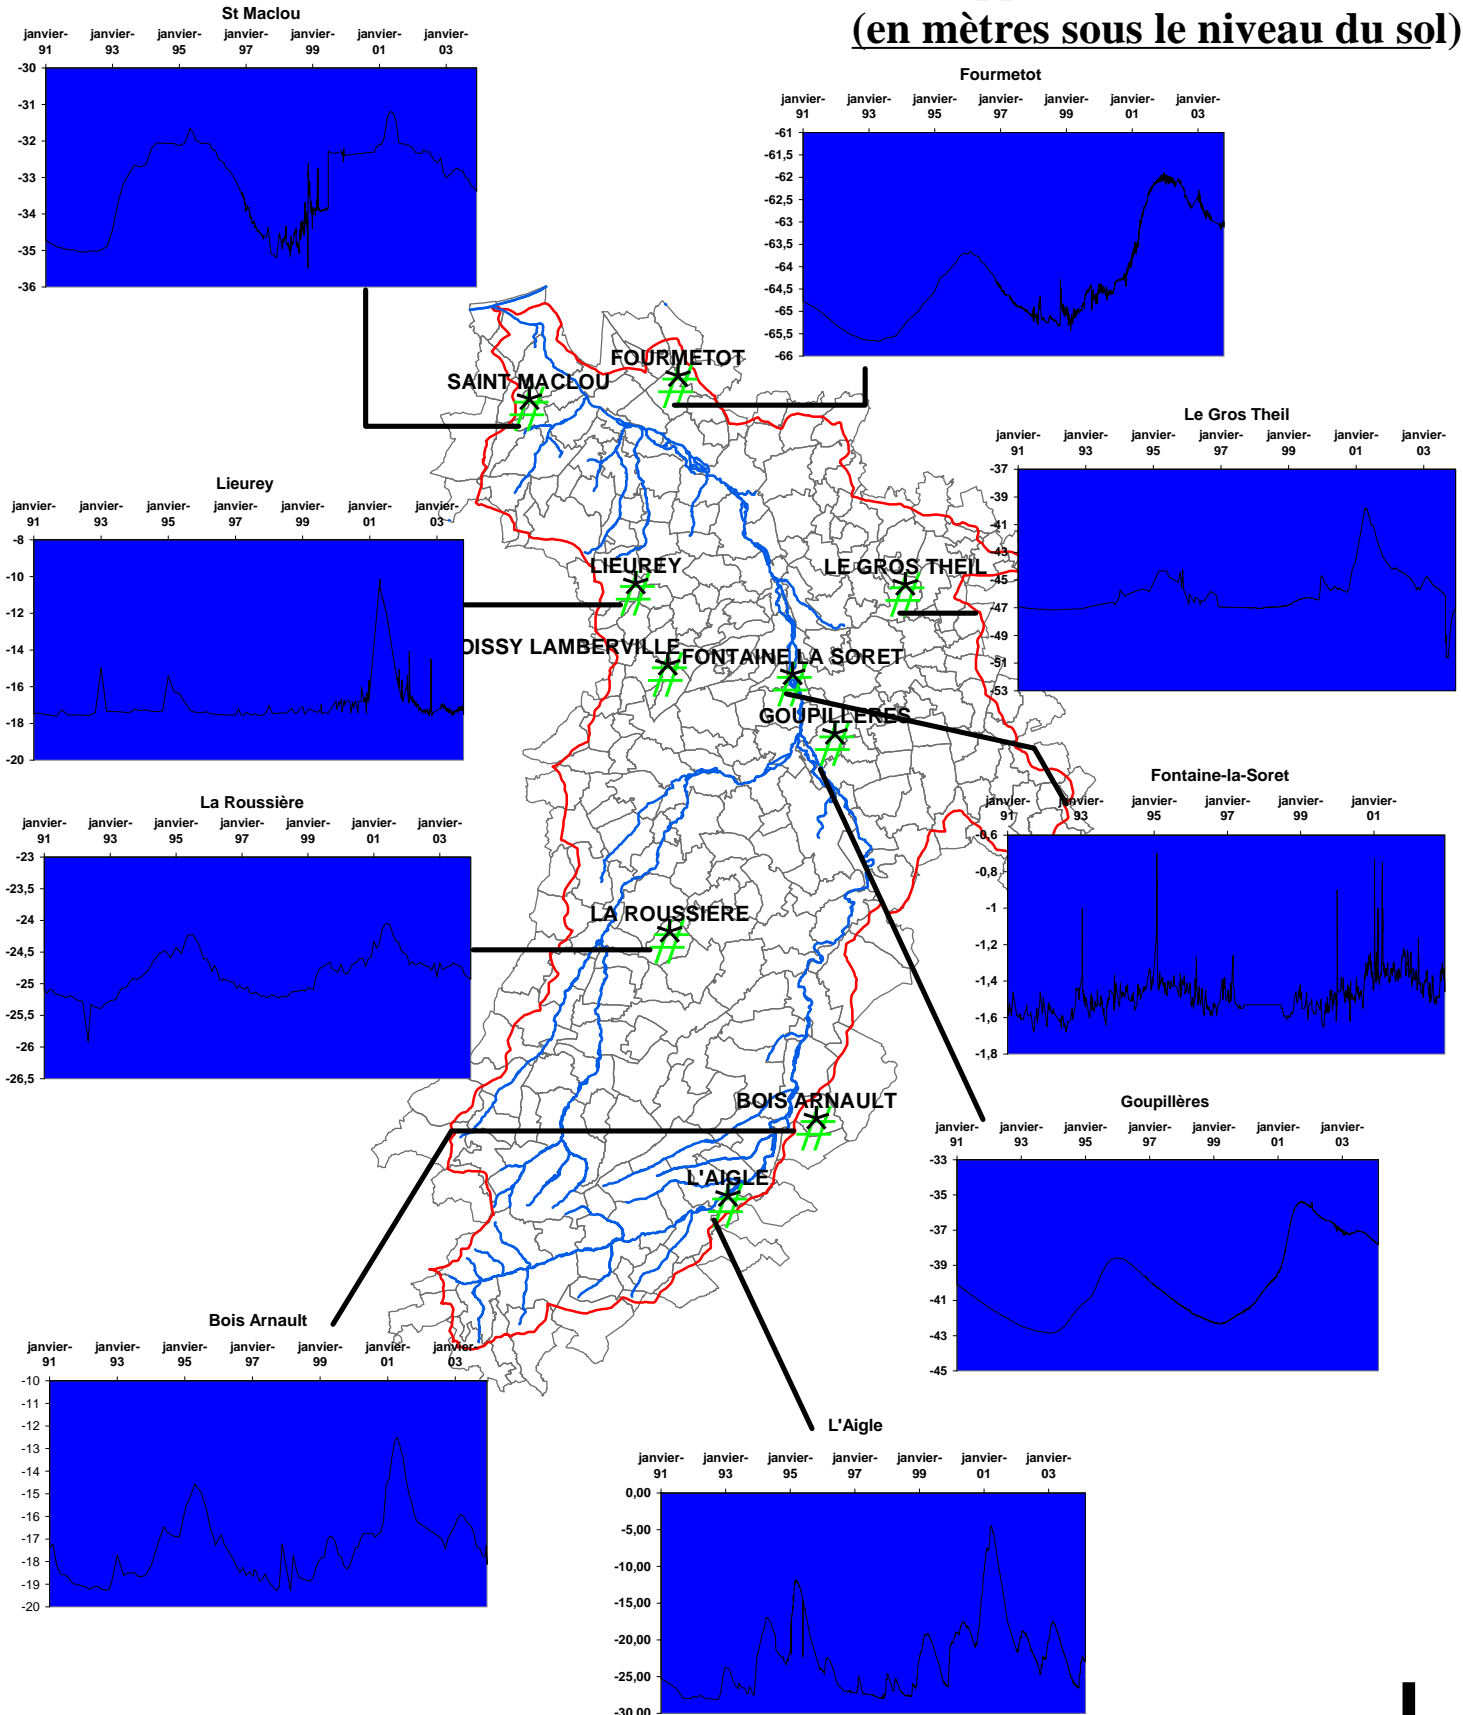 (en mètres sous le niveau du sol)
St Maclou
janvier-91 janvier-93 janvier-95 janvier-97 janvier-99 janvier-01 janvier-03
-30
-31
-32
-33
-34
-35
-36
Fourmetot
janvier-91 janvier-93 janvier-95 janvier-97 janvier-99 janvier-01 janvier-03
-61
-61,5
-62
-62,5
-63
-63,5
-64
-64,5
-65
-65,5
-66
FOURMETOT
SAINT MACLOU
Le Gros Theil
janvier-91 janvier-93 janvier-95 janvier-97 janvier-99 janvier-01 janvier-03
-37
-39
-41
-43
-45
-47
-49
-51
-53
Lieurey
janvier-91 janvier-93 janvier-95 janvier-97 janvier-99 janvier-01 janvier-03
-8
-10
-12
-14
-16
-18
-20
LIEUREY
LE GROS THEIL
OISSY LAMBERVILLE
FONTAINE LA SORET
GOUPILLERES
Fontaine-la-Soret
janvier-91 janvier-93 janvier-95 janvier-97 janvier-99 janvier-01
-0,6
-0,8
-1
-1,2
-1,4
-1,6
-1,8
La Roussière
janvier-91 janvier-93 janvier-95 janvier-97 janvier-99 janvier-01 janvier-03
-23
-23,5
-24
-24,5
-25
-25,5
-26
-26,5
LA ROUSSIERE
BOIS ARNAULT
L'AIGLE
Goupillères
janvier-91 janvier-93 janvier-95 janvier-97 janvier-99 janvier-01 janvier-03
-33
-35
-37
-39
-41
-43
-45
Bois Arnault
janvier-91 janvier-93 janvier-95 janvier-97 janvier-99 janvier-01 janvier-03
-10
-11
-12
-13
-14
-15
-16
-17
-18
-19
-20
L'Aigle
janvier-91 janvier-93 janvier-95 janvier-97 janvier-99 janvier-01 janvier-03
0,00
-5,00
-10,00
-15,00
-20,00
-25,00
-30,00